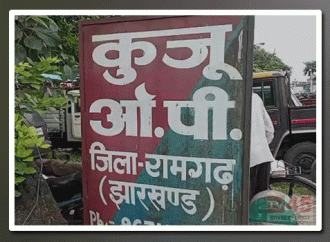 कुजू
ओ.पी.
जिला-रामगढ़
(झारखण्ड)